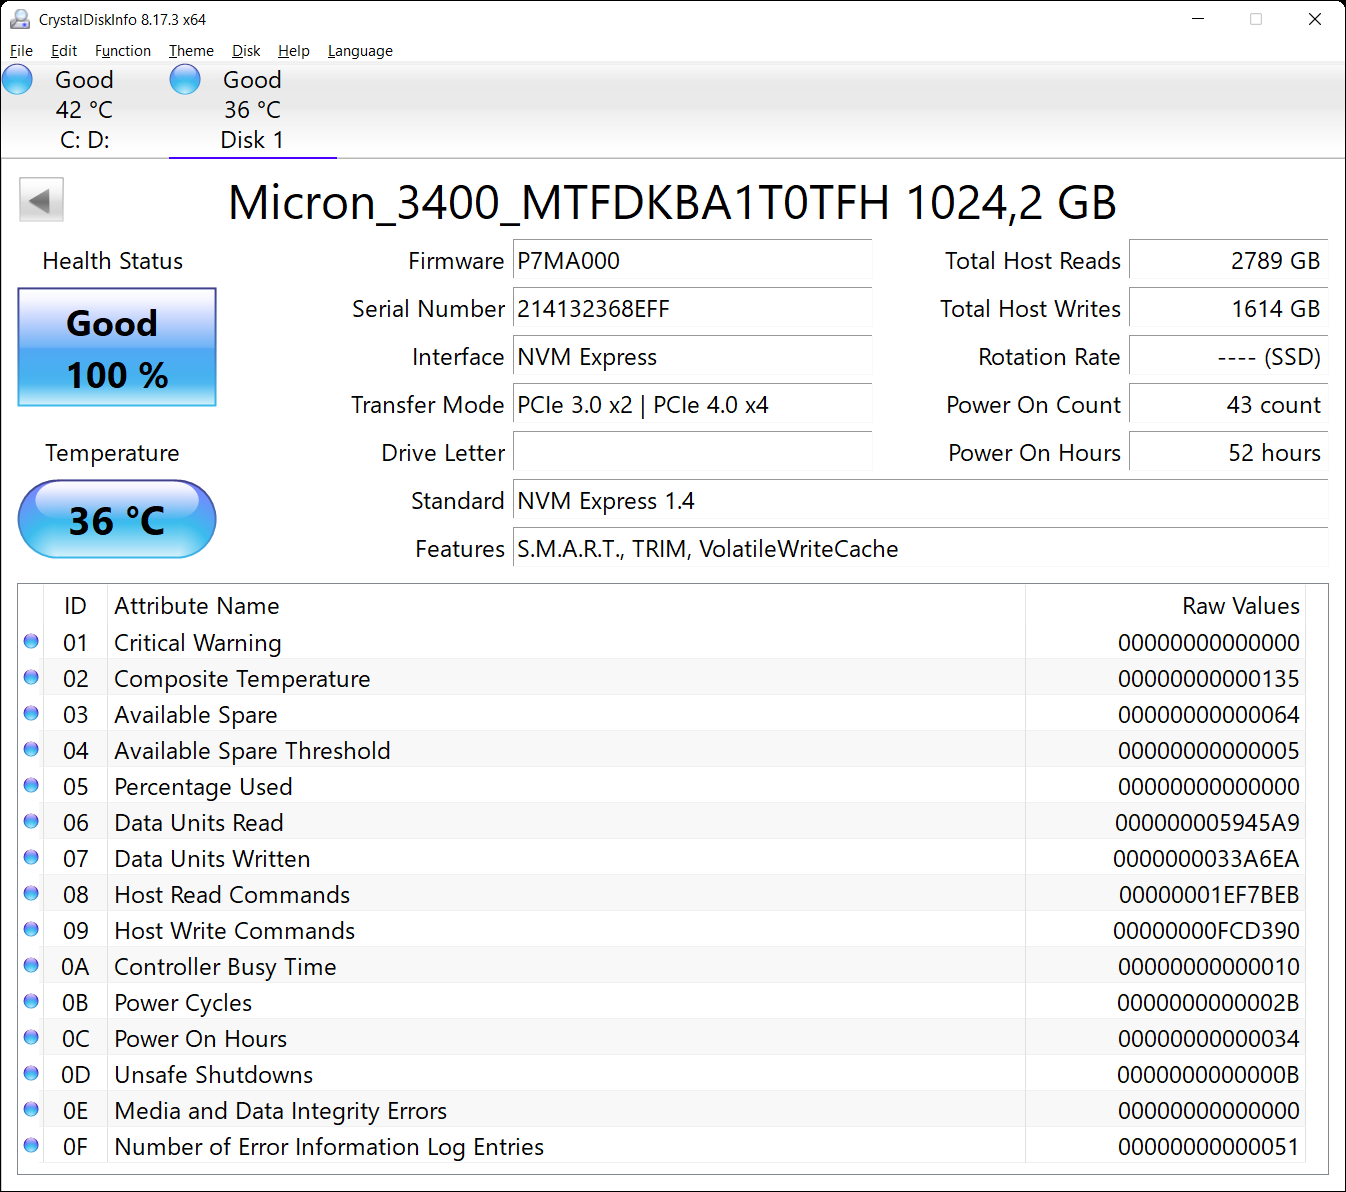 CrystalDiskInfo 8.17.3 x64
File Edit Function Theme Disk Help Language
Good Good
42 °C 36 °C
C: D: Disk 1
Micron_3400_MTFDKBA1T0TFH 1024,2 GB
Health Status
Good
100 %
Temperature
36 °C
Firmware P7MA000
Serial Number 214132368EFF
Interface NVM Express
Transfer Mode PCIe 3.0 x2 | PCIe 4.0 x4
Drive Letter
Standard NVM Express 1.4
Features S.M.A.R.T., TRIM, VolatileWriteCache
Total Host Reads 2789 GB
Total Host Writes 1614 GB
Rotation Rate ---- (SSD)
Power On Count 43 count
Power On Hours 52 hours
ID Attribute Name Raw Values
01 Critical Warning 00000000000000
02 Composite Temperature 00000000000135
03 Available Spare 00000000000064
04 Available Spare Threshold 00000000000005
05 Percentage Used 00000000000000
06 Data Units Read 000000005945A9
07 Data Units Written 0000000033A6EA
08 Host Read Commands 00000001EF7BEB
09 Host Write Commands 00000000FCD390
0A Controller Busy Time 00000000000010
0B Power Cycles 0000000000002B
0C Power On Hours 00000000000034
0D Unsafe Shutdowns 0000000000000B
0E Media and Data Integrity Errors 00000000000000
0F Number of Error Information Log Entries 00000000000051